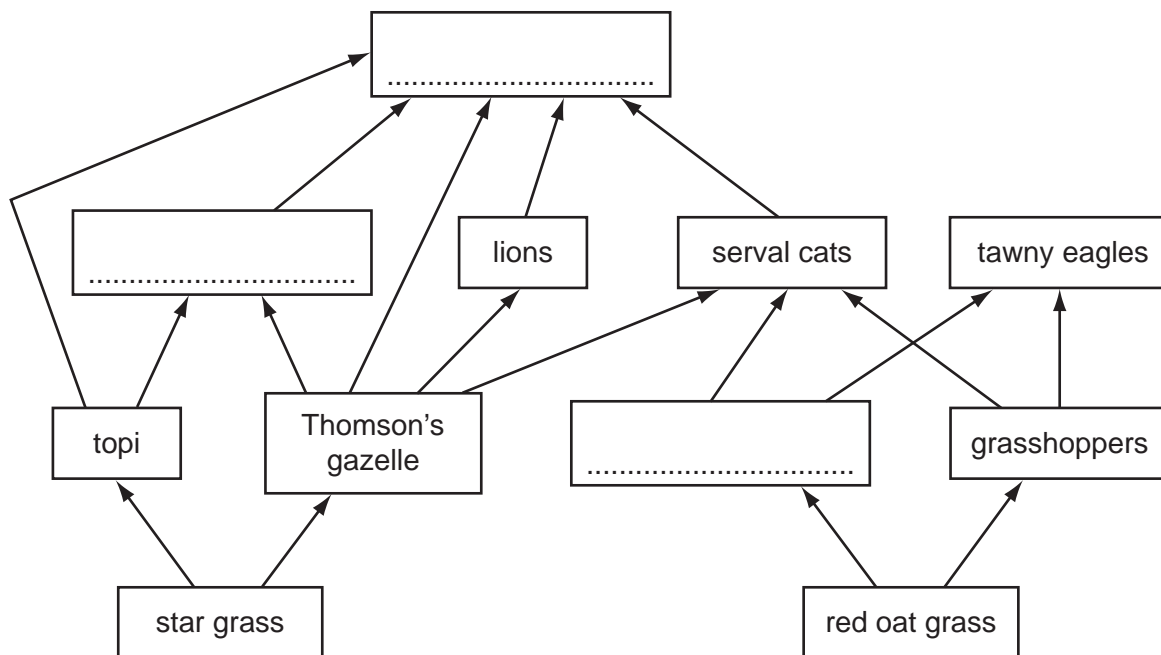 .................................
lions
serval cats
tawny eagles
.................................
topi
Thomson's
gazelle
grasshoppers
.................................
star grass
red oat grass